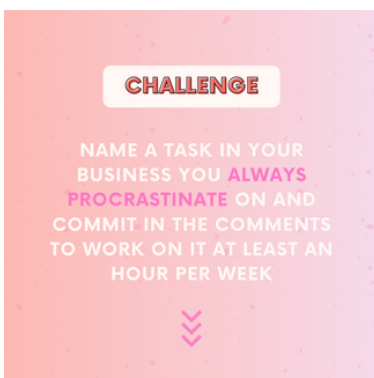 CHALLENGE
NAME A TASK IN YOUR
BUSINESS YOU ALWAYS
PROCRASTINATE ON AND
COMMIT IN THE COMMENTS
TO WORK ON IT AT LEAST AN
HOUR PER WEEK